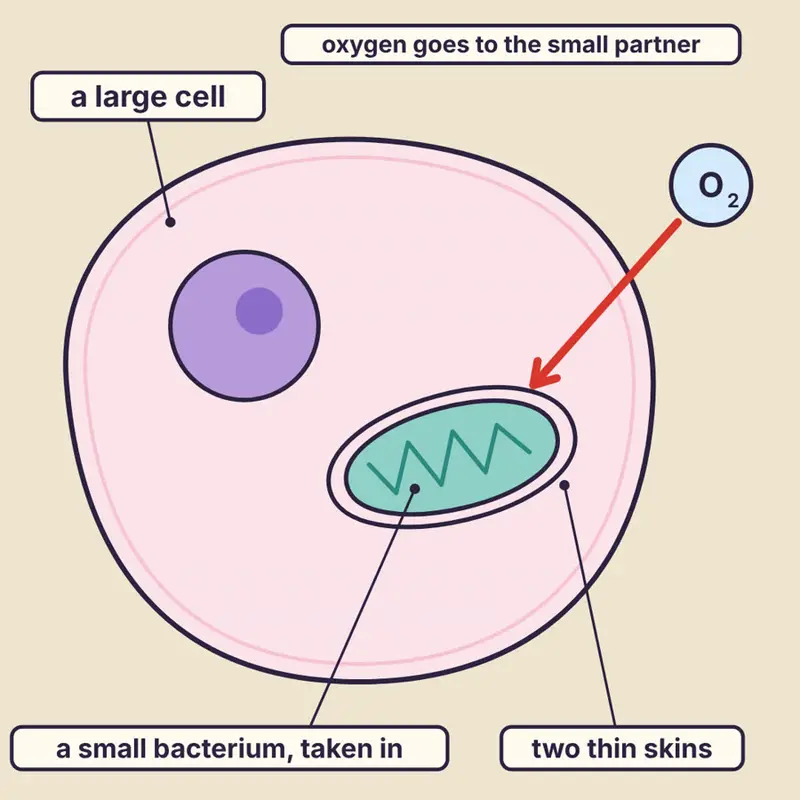 oxygen goes to the small partner
a large cell
O₂
a small bacterium, taken in
two thin skins